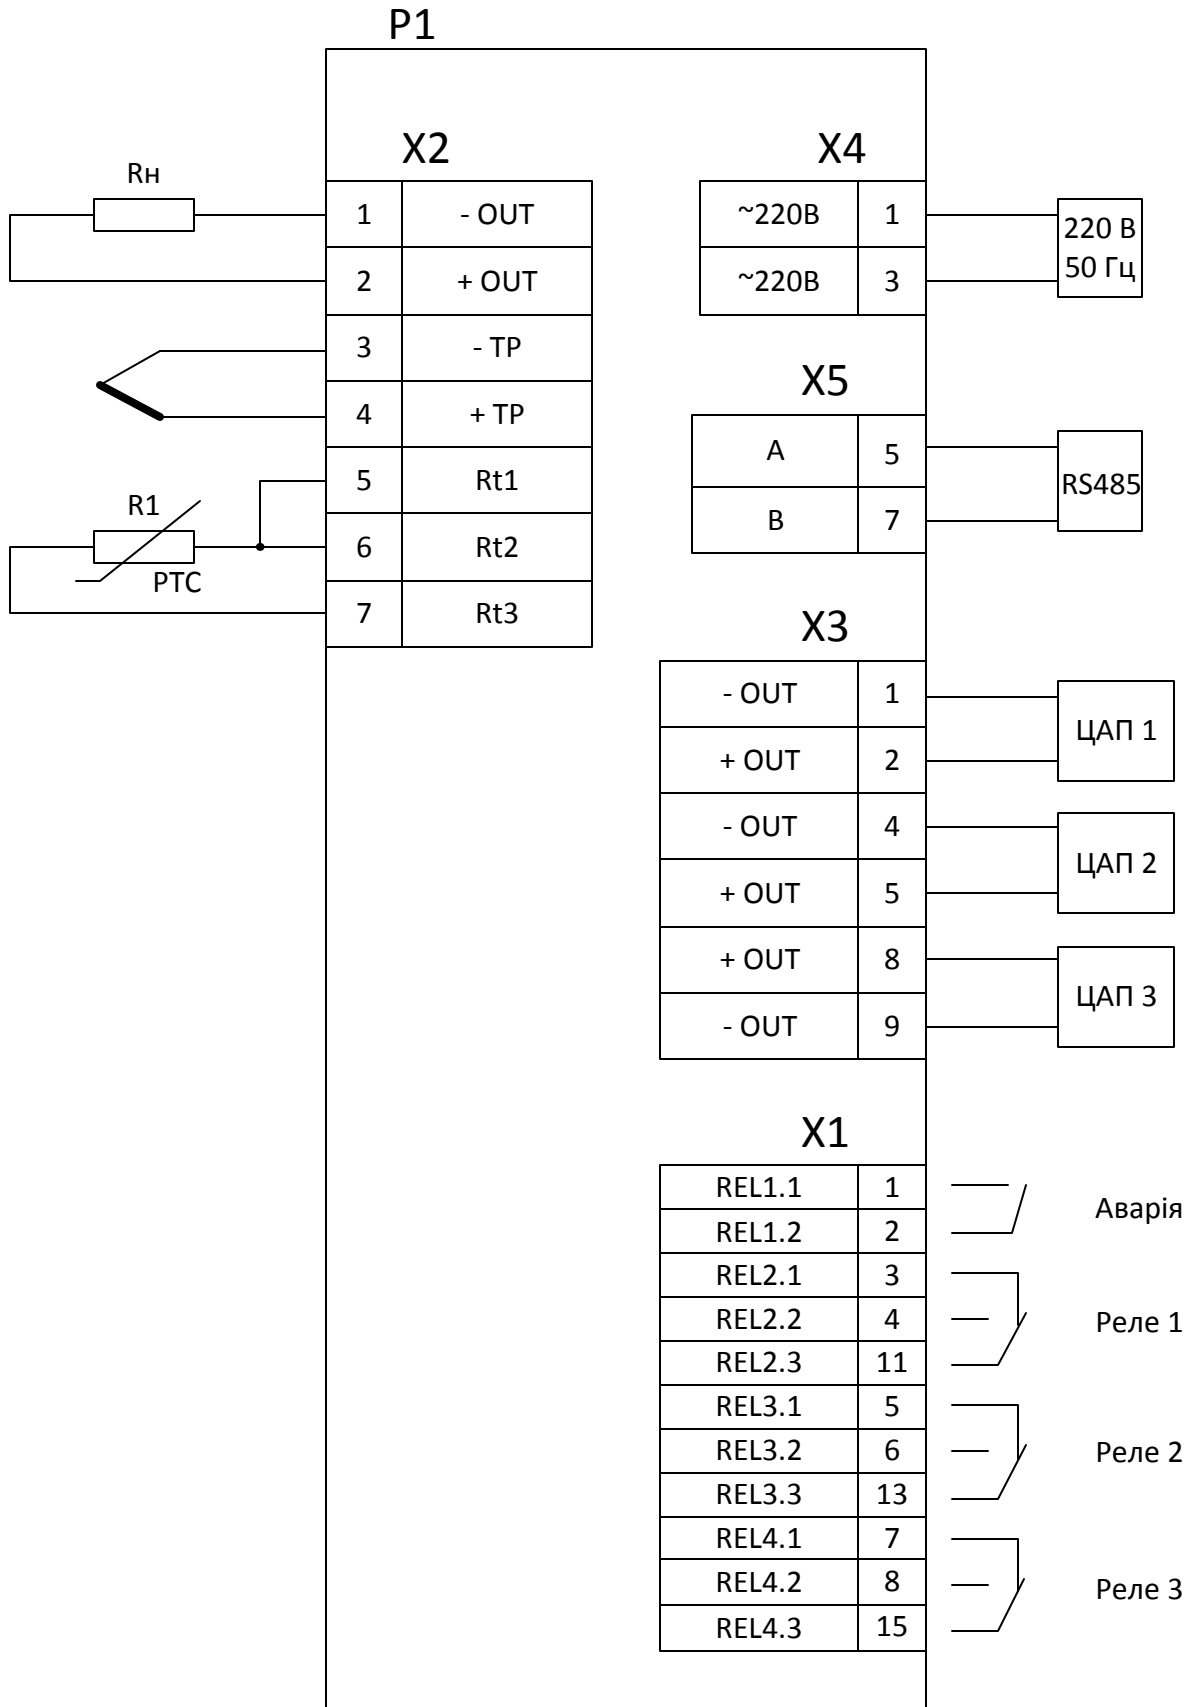 P1
X2
Rн
1 - OUT
2 + OUT
3 - TP
4 + TP
5 Rt1
6 Rt2
7 Rt3
R1
PTC
X4
~220В 1
~220В 3
220 В
50 Гц
X5
A 5
B 7
RS485
X3
- OUT 1
+ OUT 2
- OUT 4
+ OUT 5
+ OUT 8
- OUT 9
ЦАП 1
ЦАП 2
ЦАП 3
X1
REL1.1 1
REL1.2 2
REL2.1 3
REL2.2 4
REL2.3 11
REL3.1 5
REL3.2 6
REL3.3 13
REL4.1 7
REL4.2 8
REL4.3 15
Аварія
Реле 1
Реле 2
Реле 3